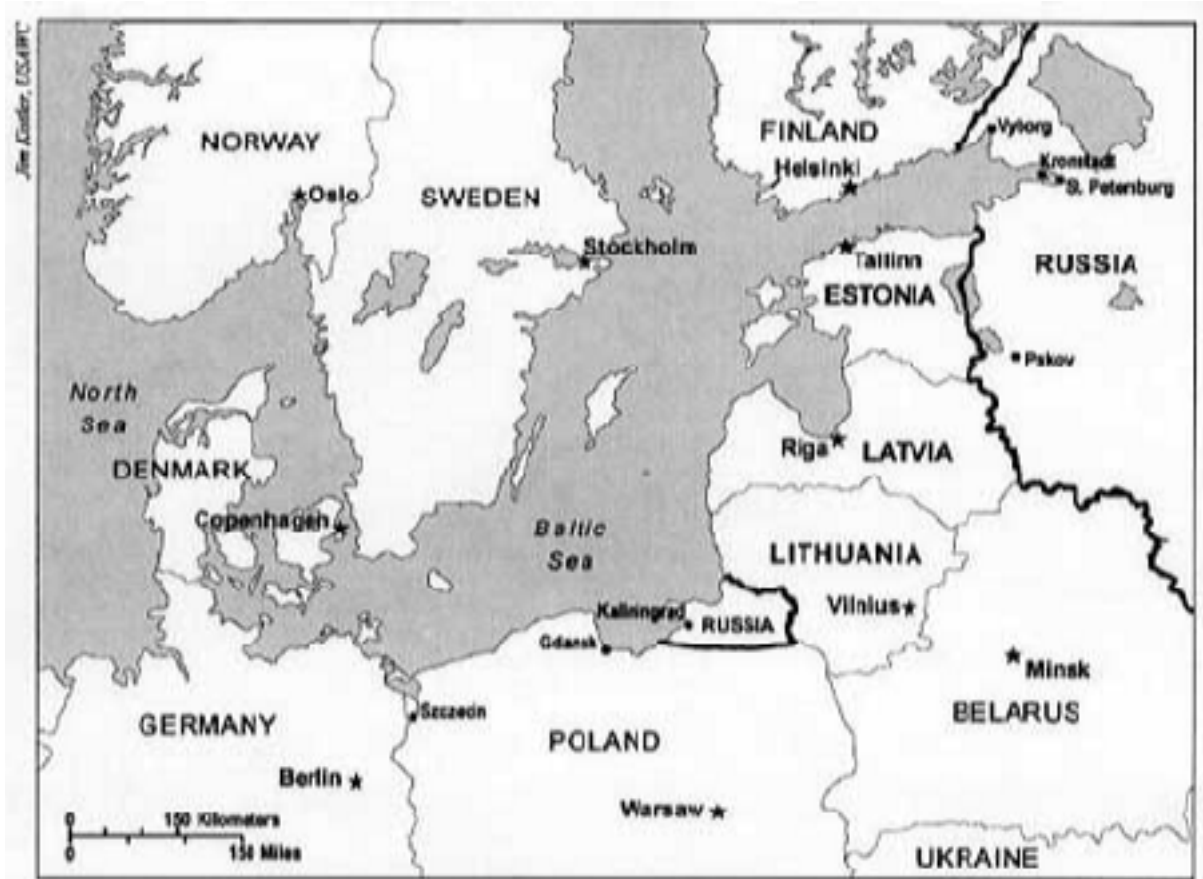 Jim Kistler, USAWC
NORWAY
Oslo
SWEDEN
Stockholm
FINLAND
Helsinki
Vyborg
Kronstadt
S. Petenburg
Tallinn
ESTONIA
RUSSIA
Pskov
North
Sea
DENMARK
Copenhagen
Riga
LATVIA
Baltic
Sea
LITHUANIA
Vilnius
Kaliningrad
RUSSIA
Gdansk
Minsk
BELARUS
GERMANY
Szczecin
POLAND
Berlin
Warsaw
UKRAINE
0 150 Kilometers
0 150 Miles